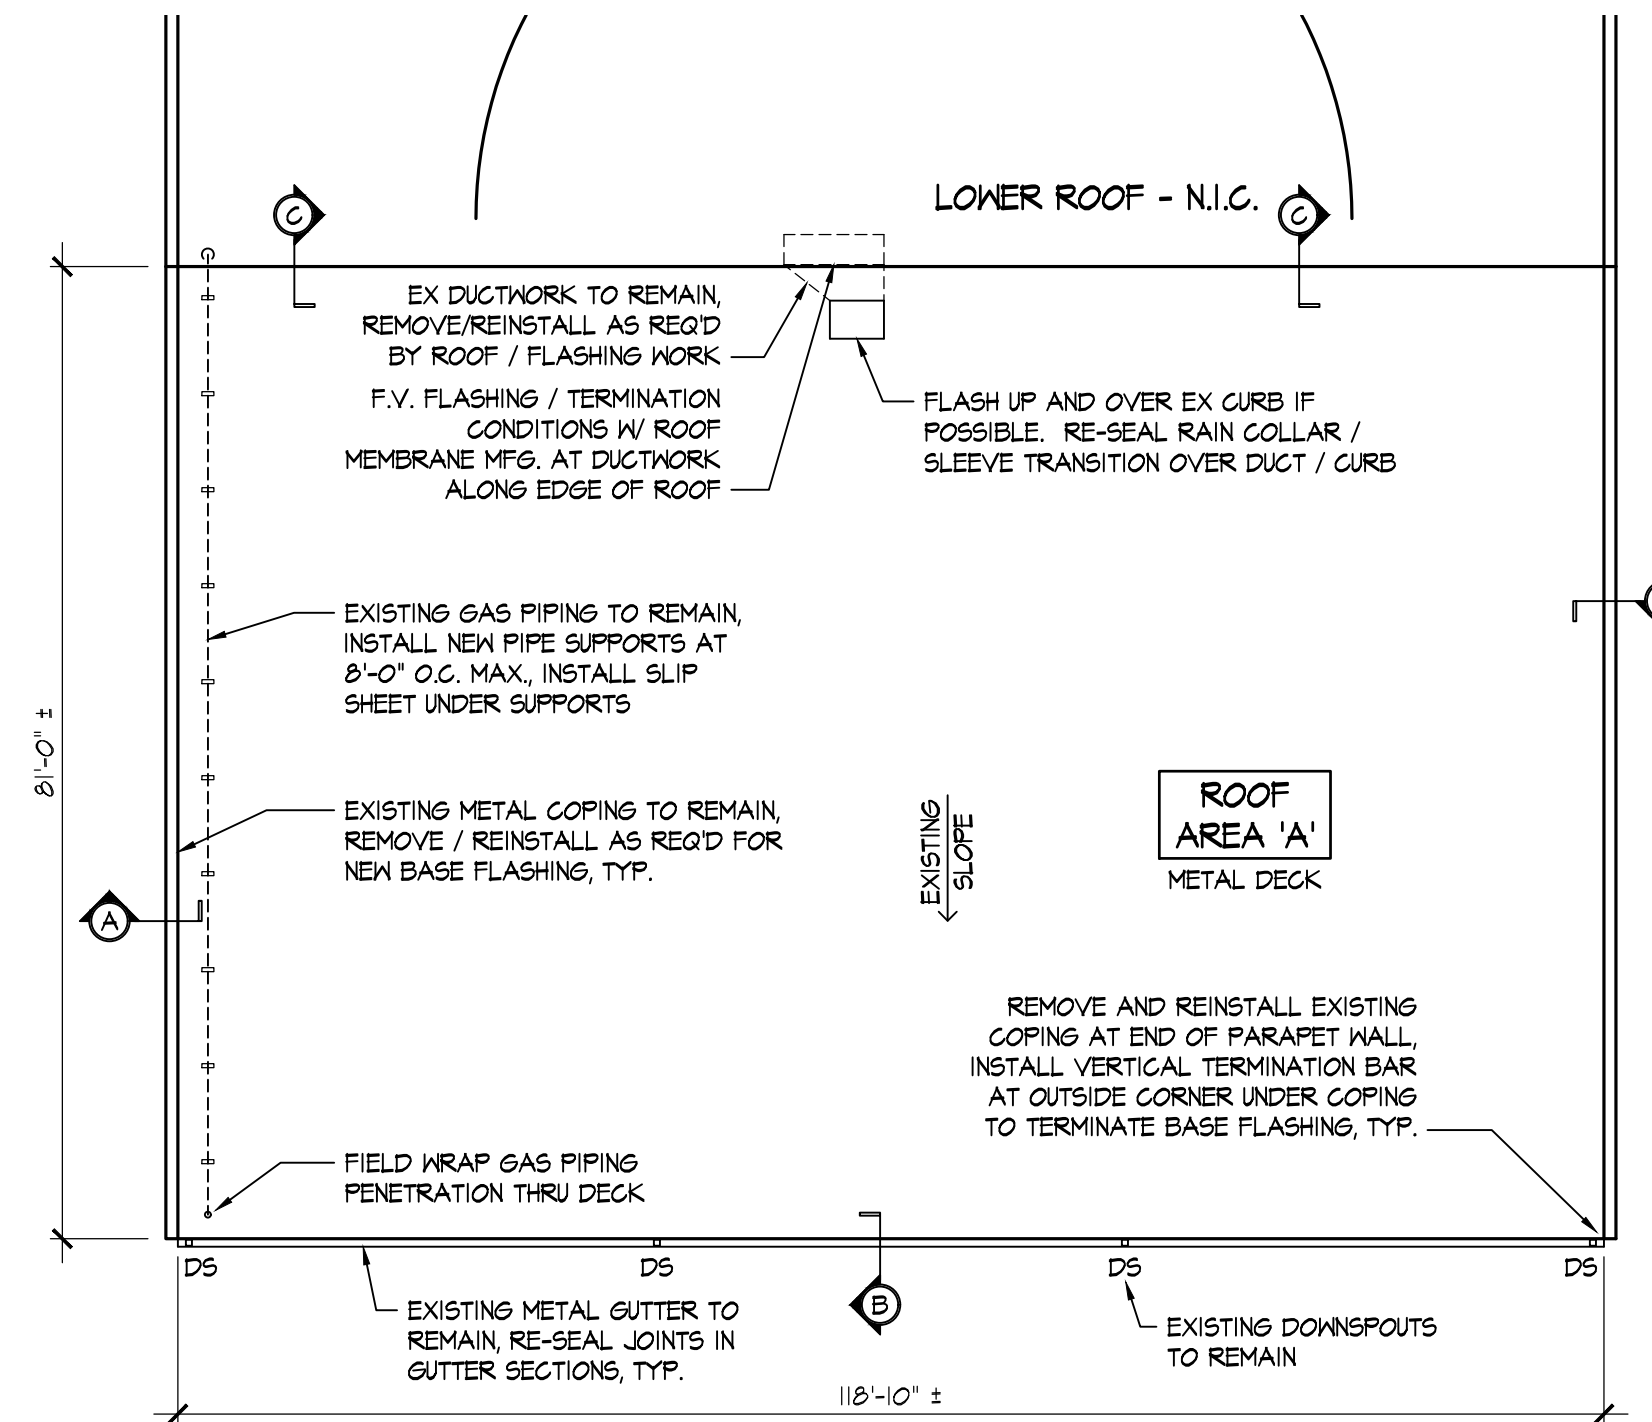 LOWER ROOF - N.I.C.
C
C
EX DUCTWORK TO REMAIN,
REMOVE/REINSTALL AS REQ'D
BY ROOF / FLASHING WORK
F.V. FLASHING / TERMINATION
CONDITIONS W/ ROOF
MEMBRANE MFG. AT DUCTWORK
ALONG EDGE OF ROOF
FLASH UP AND OVER EX CURB IF
POSSIBLE. RE-SEAL RAIN COLLAR /
SLEEVE TRANSITION OVER DUCT / CURB
EXISTING GAS PIPING TO REMAIN,
INSTALL NEW PIPE SUPPORTS AT
8'-0" O.C. MAX., INSTALL SLIP
SHEET UNDER SUPPORTS
81'-0" ±
EXISTING METAL COPING TO REMAIN,
REMOVE / REINSTALL AS REQ'D FOR
NEW BASE FLASHING, TYP.
EXISTING
SLOPE
ROOF
AREA 'A'
METAL DECK
A
REMOVE AND REINSTALL EXISTING
COPING AT END OF PARAPET WALL,
INSTALL VERTICAL TERMINATION BAR
AT OUTSIDE CORNER UNDER COPING
TO TERMINATE BASE FLASHING, TYP.
FIELD WRAP GAS PIPING
PENETRATION THRU DECK
DS
DS
DS
DS
B
EXISTING METAL GUTTER TO
REMAIN, RE-SEAL JOINTS IN
GUTTER SECTIONS, TYP.
EXISTING DOWNSPOUTS
TO REMAIN
118'-10" ±